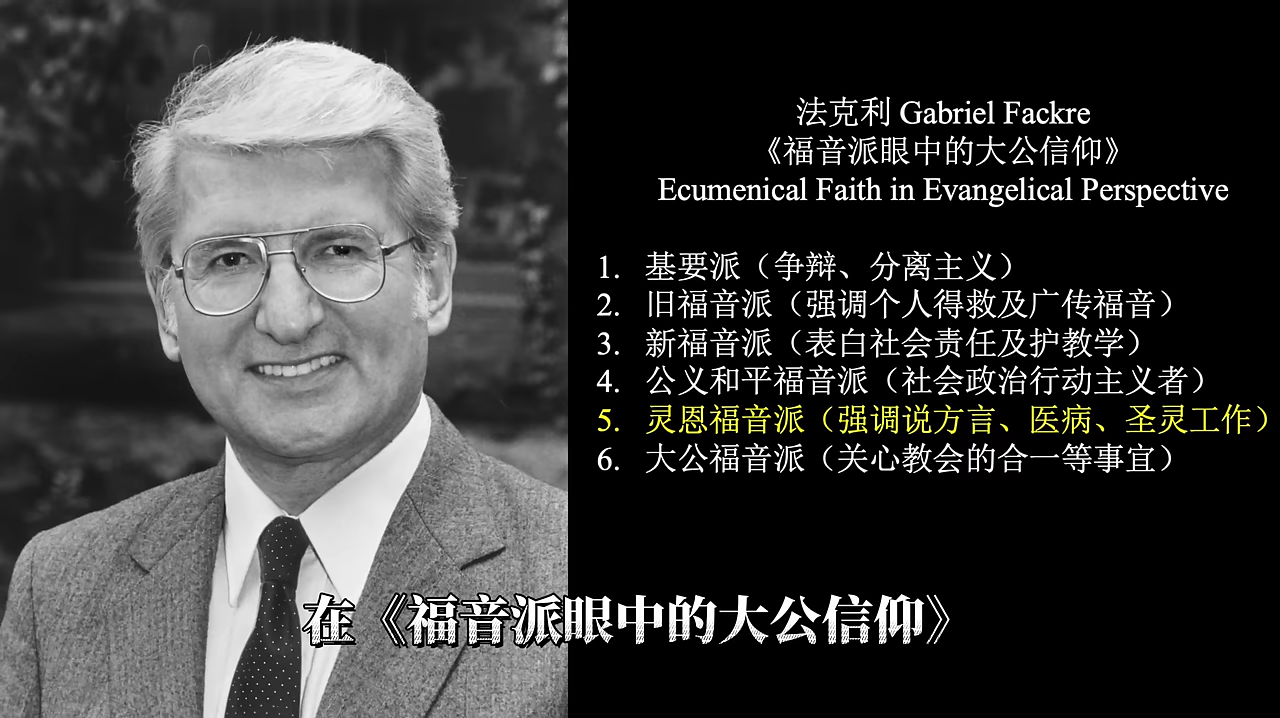 法克利 Gabriel Fackre
《福音派眼中的大公信仰》
Ecumenical Faith in Evangelical Perspective
1. 基要派（争辩、分离主义）
2. 旧福音派（强调个人得救及广传福音）
3. 新福音派（表白社会责任及护教学）
4. 公义和平福音派（社会政治行动主义者）
5. 灵恩福音派（强调说方言、医病、圣灵工作）
6. 大公福音派（关心教会的合一等事宜）
在《福音派眼中的大公信仰》